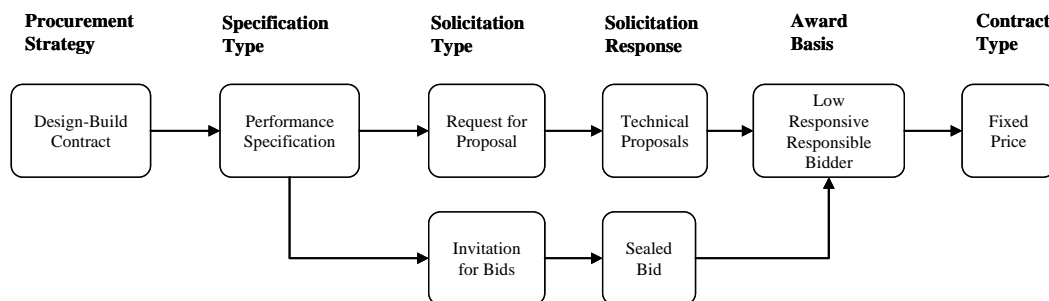 Procurement
Strategy
Specification
Type
Solicitation
Type
Solicitation
Response
Award
Basis
Contract
Type
Design-Build
Contract
Performance
Specification
Request for
Proposal
Technical
Proposals
Low
Responsive
Responsible
Bidder
Fixed
Price
Invitation
for Bids
Sealed
Bid